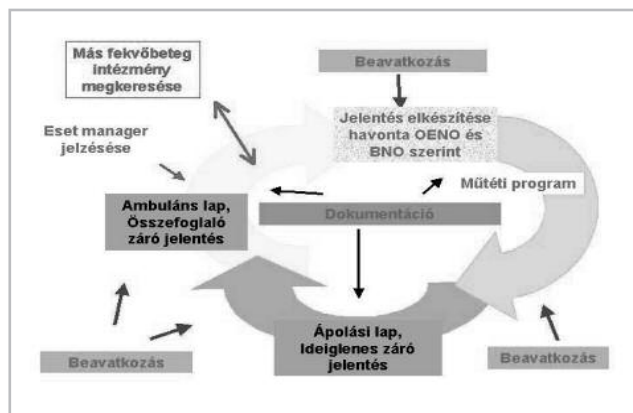 Más fekvőbeteg
intézmény
megkeresése
Beavatkozás
Jelentés elkészítése
havonta OENO és
BNO szerint
Eset manager
jelzésése
Műtéti program
Ambuláns lap,
Összefoglaló
záró jelentés
Dokumentáció
Ápolási lap,
Ideiglenes záró
jelentés
Beavatkozás
Beavatkozás